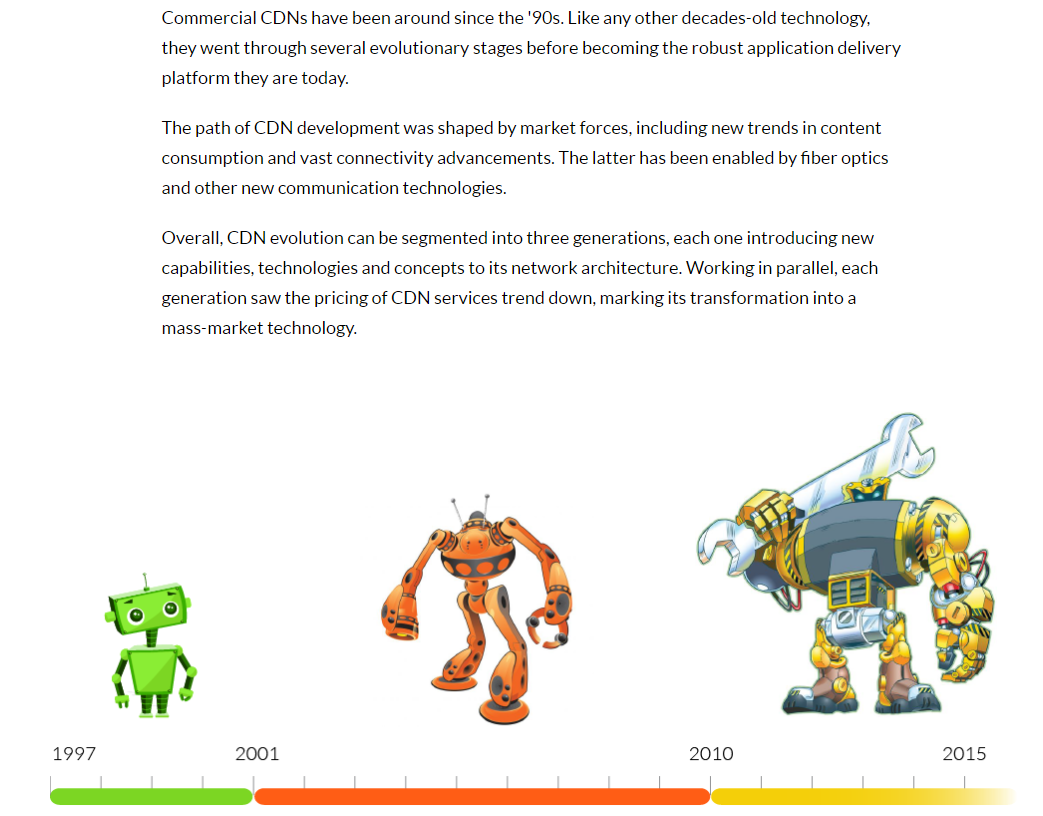 Commercial CDNs have been around since the '90s. Like any other decades-old technology,
they went through several evolutionary stages before becoming the robust application delivery
platform they are today.
The path of CDN development was shaped by market forces, including new trends in content
consumption and vast connectivity advancements. The latter has been enabled by fiber optics
and other new communication technologies.
Overall, CDN evolution can be segmented into three generations, each one introducing new
capabilities, technologies and concepts to its network architecture. Working in parallel, each
generation saw the pricing of CDN services trend down, marking its transformation into a
mass-market technology.
1997 2001 2010 2015